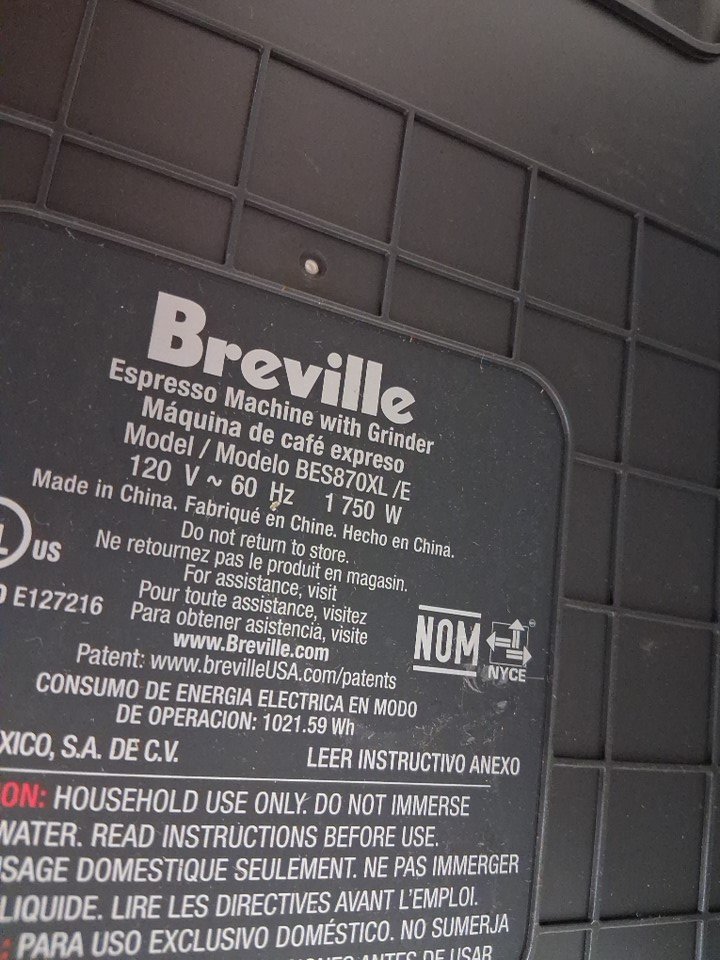 Breville
Espresso Machine with Grinder
Máquina de café expreso
Model / Modelo BES870XL /E
120 V ~ 60 Hz 1 750 W
Made in China. Fabriqué en Chine. Hecho en China.
Do not return to store.
Ne retournez pas le produit en magasin.
For assistance, visit
Pour toute assistance, visitez
Para obtener asistencia, visite
www.Breville.com
Patent: www.brevilleUSA.com/patents
US
E127216
NOM
NYCE
CONSUMO DE ENERGIA ELECTRICA EN MODO
DE OPERACION: 1021.59 Wh
XICO, S.A. DE C.V. LEER INSTRUCTIVO ANEXO
ON: HOUSEHOLD USE ONLY. DO NOT IMMERSE
WATER. READ INSTRUCTIONS BEFORE USE.
SAGE DOMESTIQUE SEULEMENT. NE PAS IMMERGER
LIQUIDE. LIRE LES DIRECTIVES AVANT L'EMPLOI.
: PARA USO EXCLUSIVO DOMÉSTICO. NO SUMERJA
ANTES DE USAR